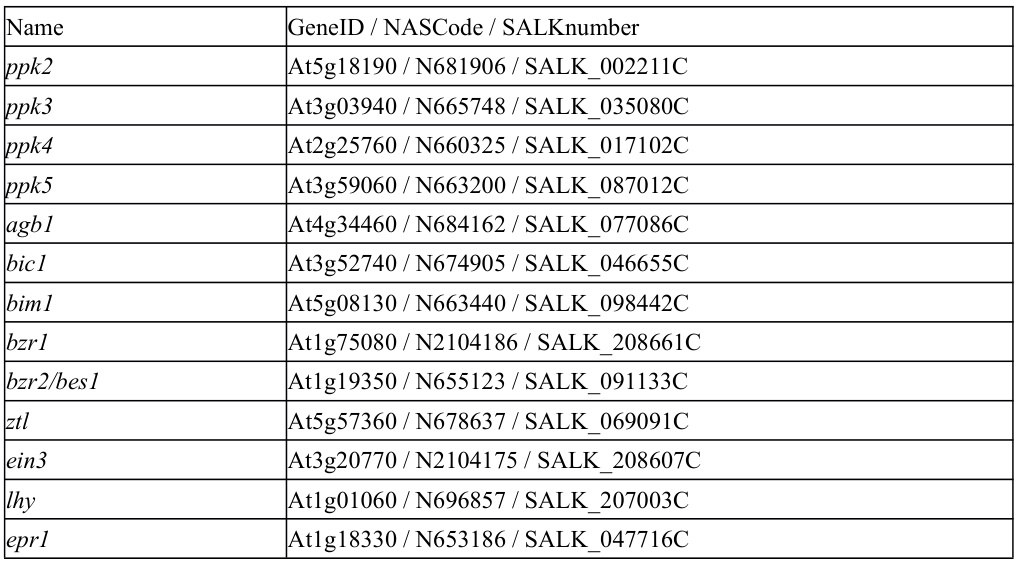 Name GeneID / NASCode / SALKnumber
ppk2 At5g18190 / N681906 / SALK_002211C
ppk3 At3g03940 / N665748 / SALK_035080C
ppk4 At2g25760 / N660325 / SALK_017102C
ppk5 At3g59060 / N663200 / SALK_087012C
agb1 At4g34460 / N684162 / SALK_077086C
bic1 At3g52740 / N674905 / SALK_046655C
bim1 At5g08130 / N663440 / SALK_098442C
bzr1 At1g75080 / N2104186 / SALK_208661C
bzr2/bes1 At1g19350 / N655123 / SALK_091133C
ztl At5g57360 / N678637 / SALK_069091C
ein3 At3g20770 / N2104175 / SALK_208607C
lhy At1g01060 / N696857 / SALK_207003C
epr1 At1g18330 / N653186 / SALK_047716C